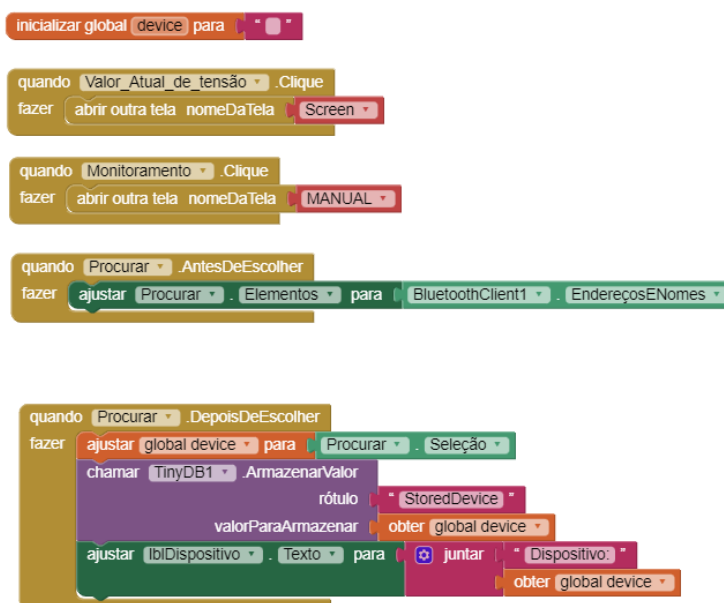 inicializar global device para " "
quando Valor_Atual_de_tensão .Clique
fazer abrir outra tela nomeDaTela Screen
quando Monitoramento .Clique
fazer abrir outra tela nomeDaTela MANUAL
quando Procurar .AntesDeEscolher
fazer ajustar Procurar . Elementos para BluetoothClient1 . EndereçosENomes
quando Procurar .DepoisDeEscolher
fazer ajustar global device para Procurar . Seleção
chamar TinyDB1 .ArmazenarValor
rótulo " StoredDevice "
valorParaArmazenar obter global device
ajustar lblDispositivo . Texto para juntar " Dispositivo: "
obter global device